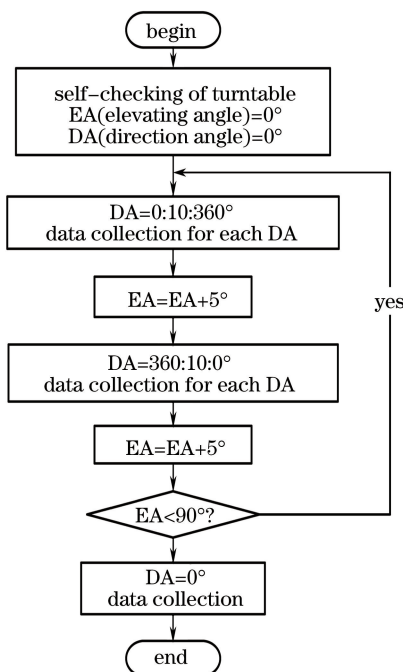 begin
self-checking of turntable
EA(elevating angle)=0°
DA(direction angle)=0°
DA=0:10:360°
data collection for each DA
EA=EA+5°
yes
DA=360:10:0°
data collection for each DA
EA=EA+5°
EA<90°?
DA=0°
data collection
end